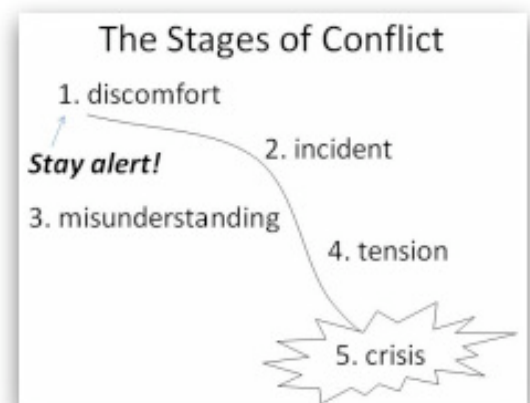 The Stages of Conflict
1. discomfort
2. incident
Stay alert!
3. misunderstanding
4. tension
5. crisis